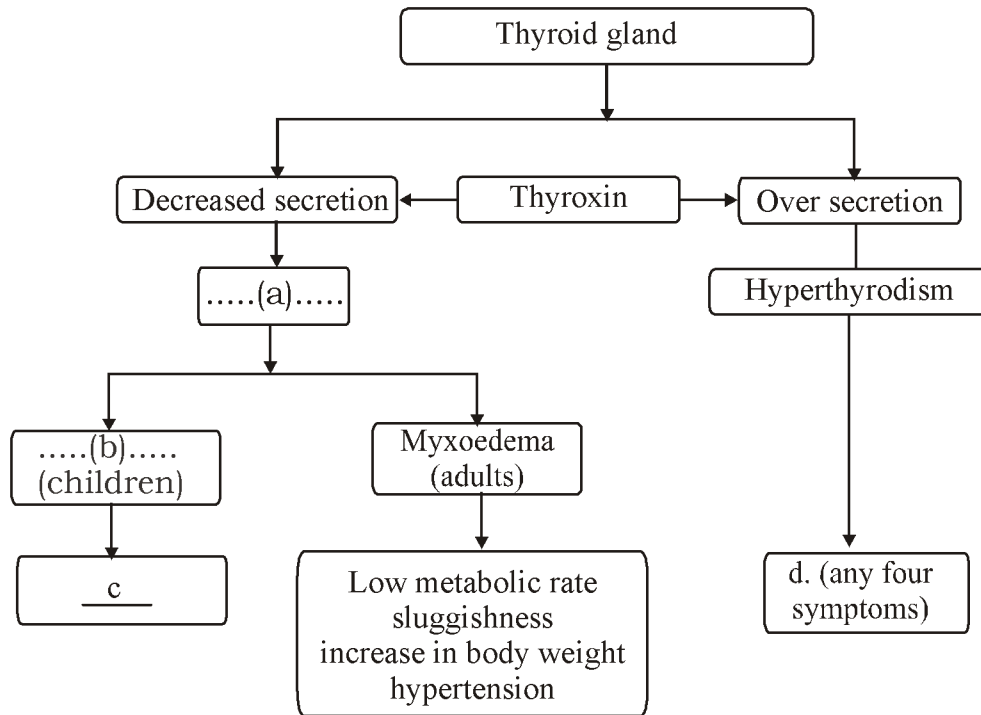 Thyroid gland
Decreased secretion
Thyroxin
Over secretion
.....(a).....
Hyperthyrodism
.....(b).....
(children)
Myxoedema
(adults)
c
Low metabolic rate
sluggishness
increase in body weight
hypertension
d. (any four
symptoms)